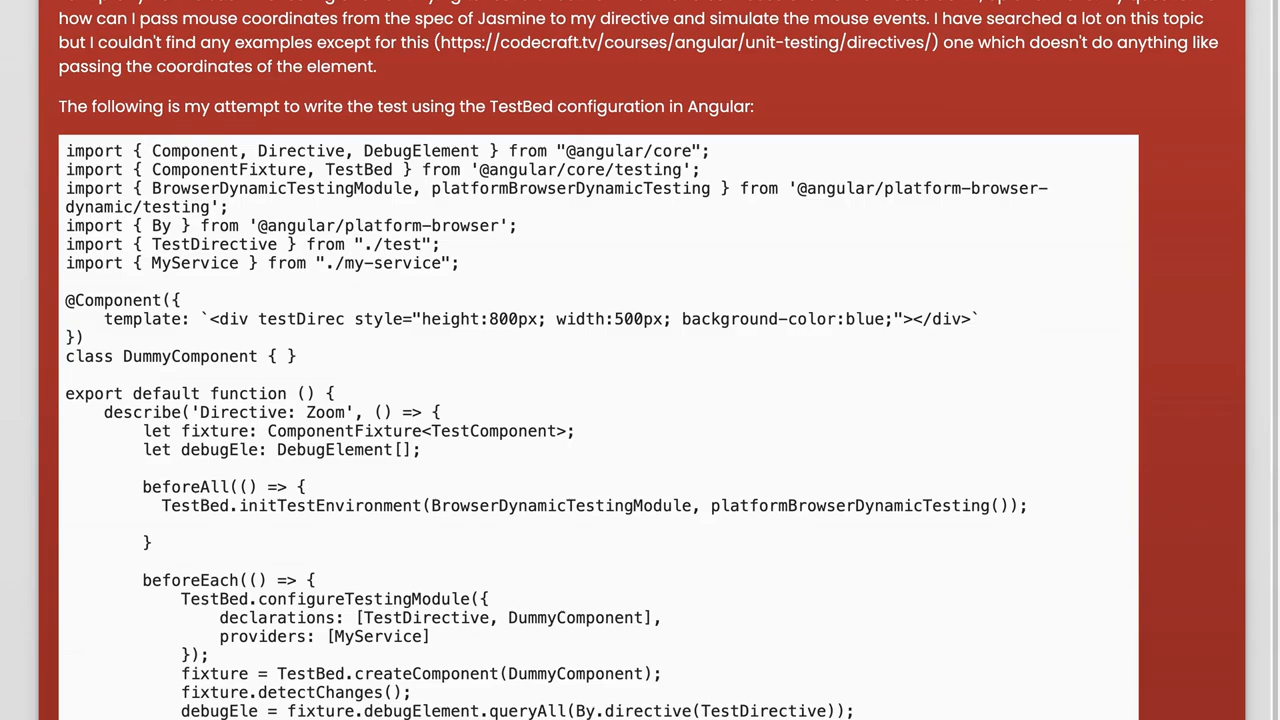 how can I pass mouse coordinates from the spec of Jasmine to my directive and simulate the mouse events. I have searched a lot on this topic
but I couldn't find any examples except for this (https://codecraft.tv/courses/angular/unit-testing/directives/) one which doesn't do anything like
passing the coordinates of the element.
The following is my attempt to write the test using the TestBed configuration in Angular:
import { Component, Directive, DebugElement } from "@angular/core";
import { ComponentFixture, TestBed } from '@angular/core/testing';
import { BrowserDynamicTestingModule, platformBrowserDynamicTesting } from '@angular/platform-browser-
dynamic/testing';
import { By } from '@angular/platform-browser';
import { TestDirective } from "./test";
import { MyService } from "./my-service";
@Component({
    template: `<div testDirec style="height:800px; width:500px; background-color:blue;"></div>`
})
class DummyComponent { }
export default function () {
    describe('Directive: Zoom', () => {
        let fixture: ComponentFixture<TestComponent>;
        let debugEle: DebugElement[];
        beforeAll(() => {
          TestBed.initTestEnvironment(BrowserDynamicTestingModule, platformBrowserDynamicTesting());
        }
        beforeEach(() => {
            TestBed.configureTestingModule({
                declarations: [TestDirective, DummyComponent],
                providers: [MyService]
            });
            fixture = TestBed.createComponent(DummyComponent);
            fixture.detectChanges();
            debugEle = fixture.debugElement.queryAll(By.directive(TestDirective));